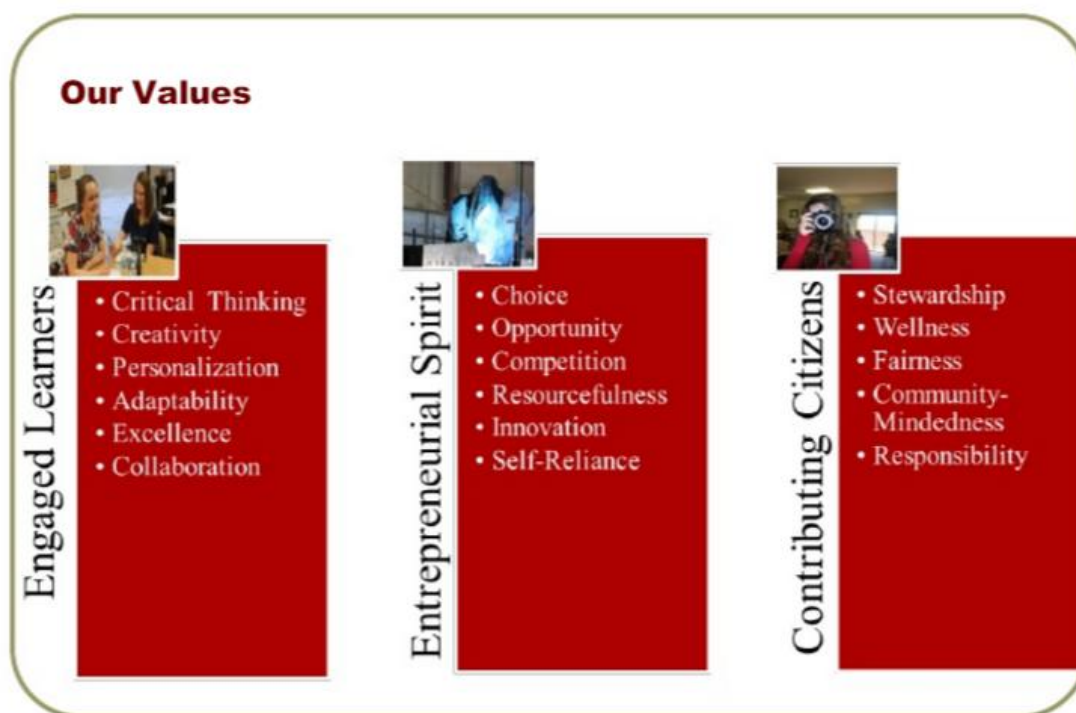 Our Values
Engaged Learners
• Critical Thinking
• Creativity
• Personalization
• Adaptability
• Excellence
• Collaboration
Entrepreneurial Spirit
• Choice
• Opportunity
• Competition
• Resourcefulness
• Innovation
• Self-Reliance
Contributing Citizens
• Stewardship
• Wellness
• Fairness
• Community-
Mindedness
• Responsibility